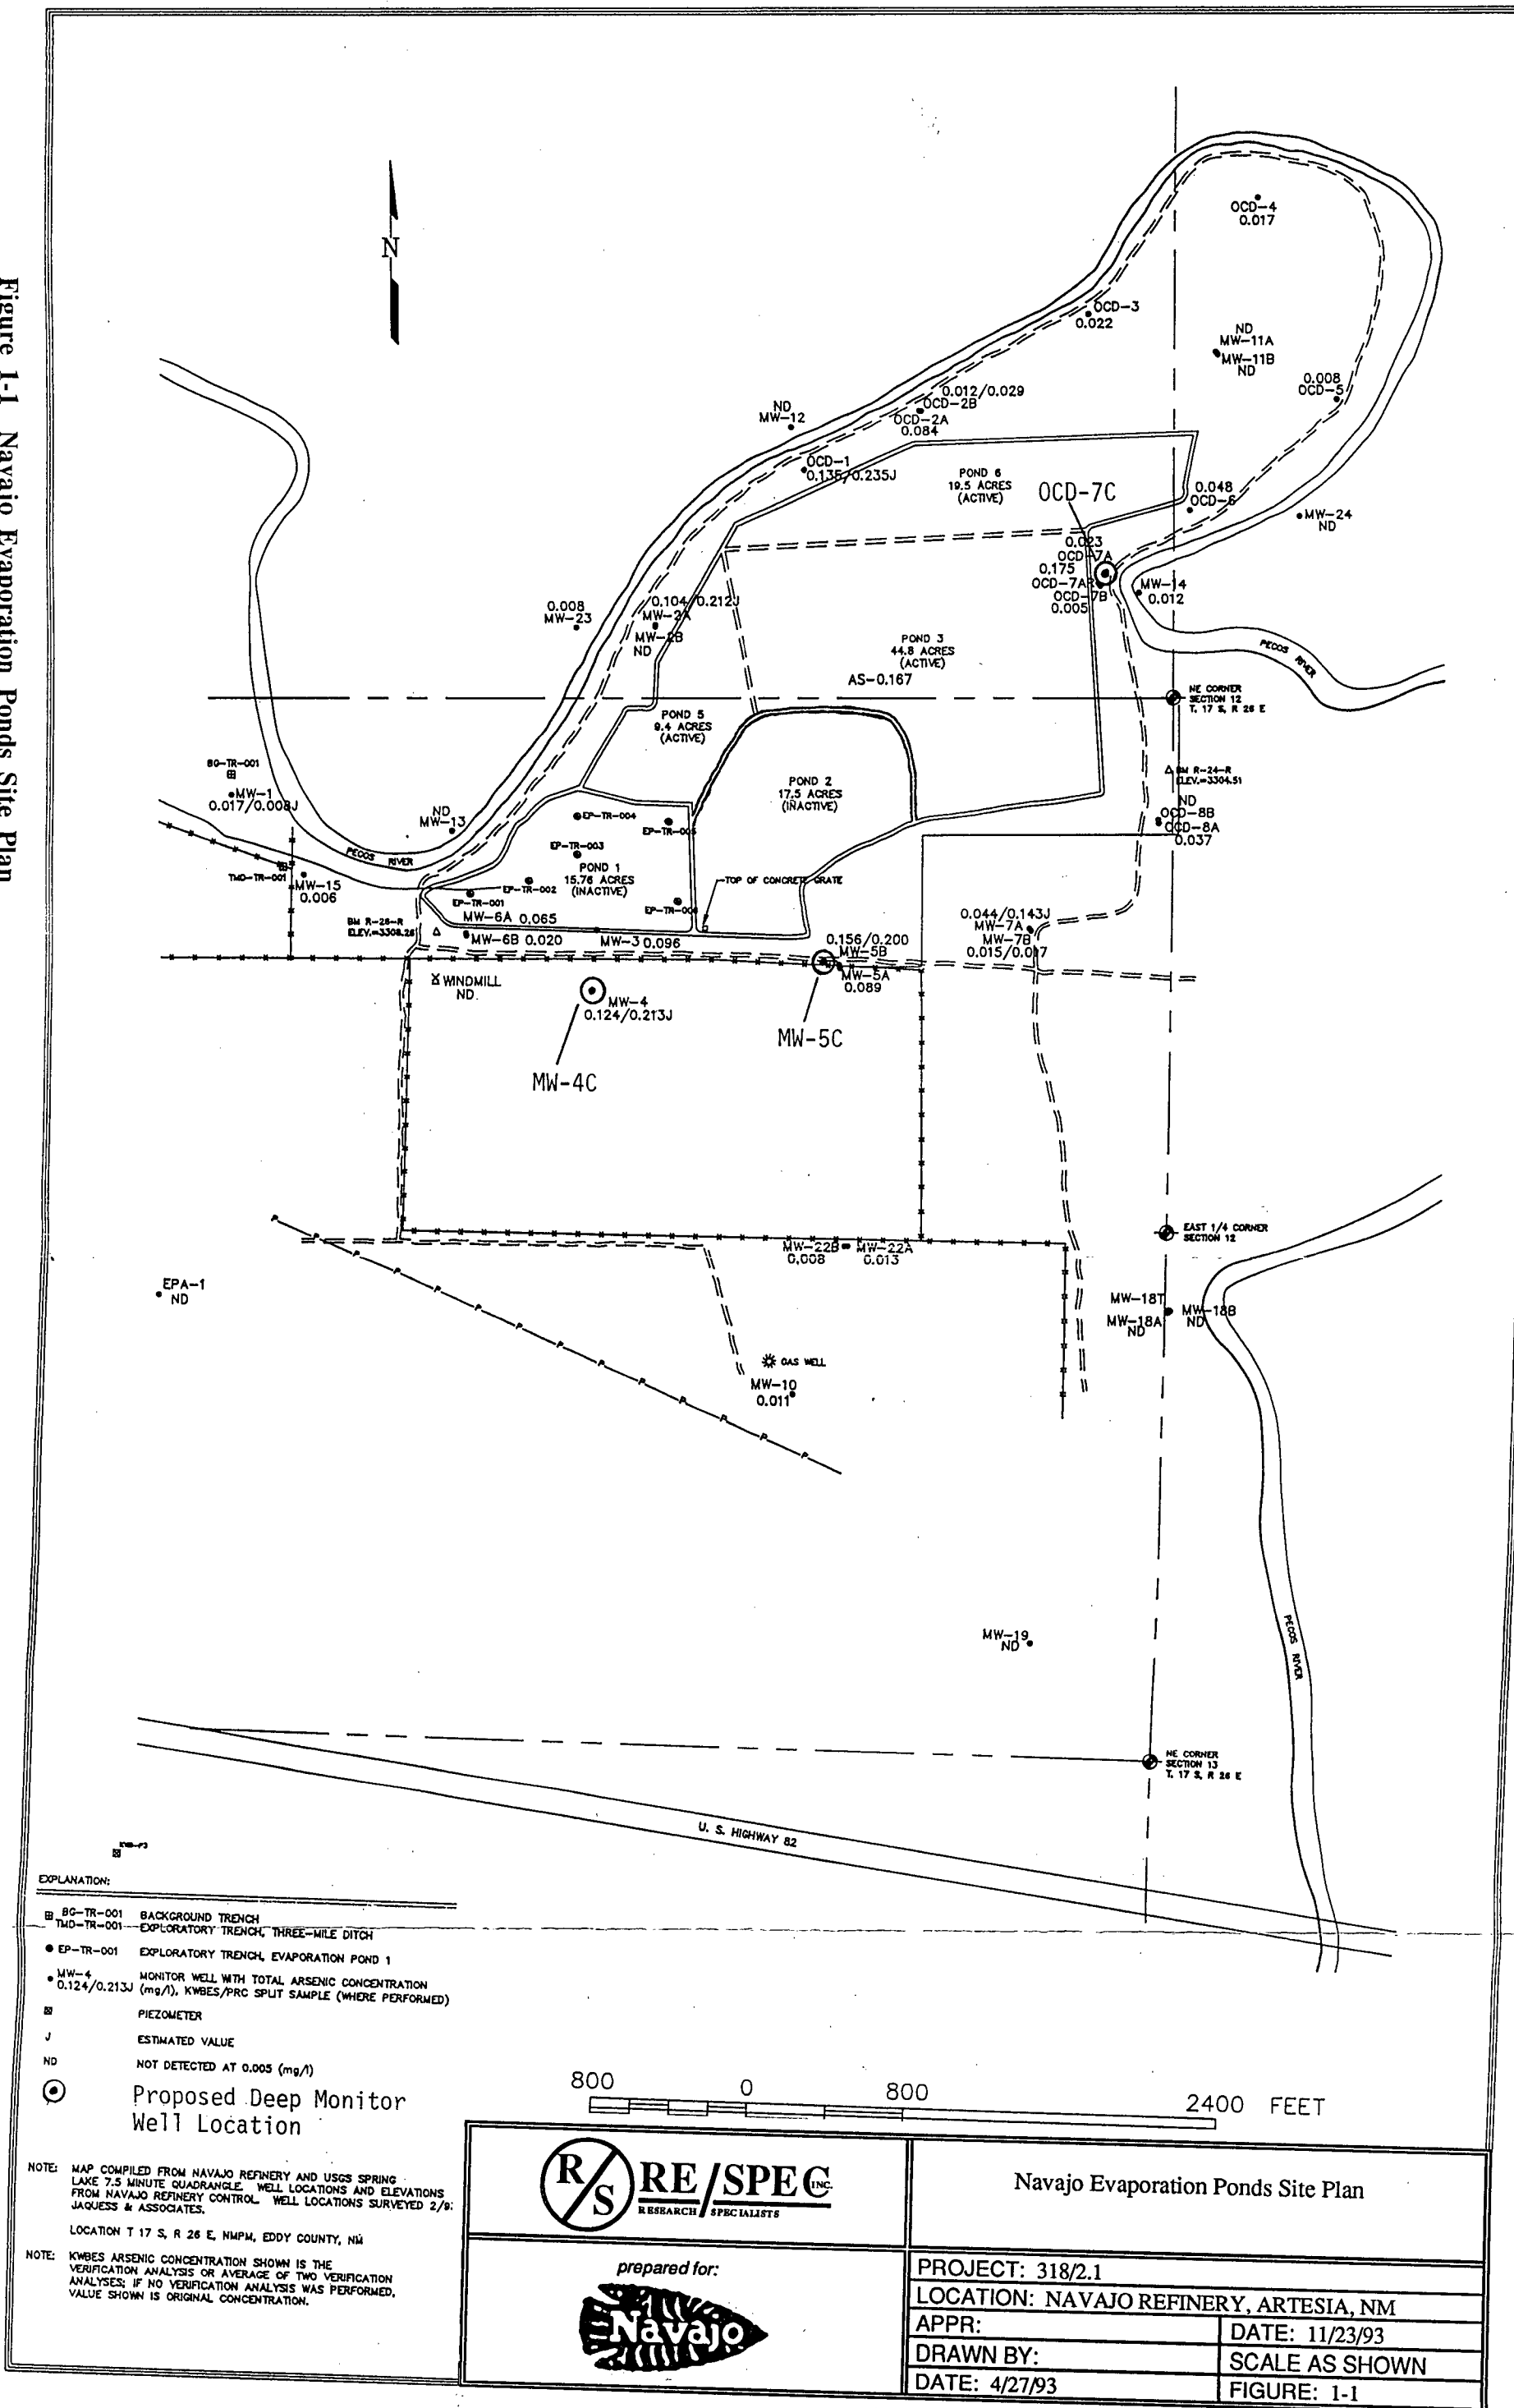 Figure 1-1 Navajo Evaporation Ponds Site Plan
N
OCD-4
0.017
OCD-3
0.022
ND
MW-11A
MW-11B
ND
0.008
OCD-5
0.012/0.029
OCD-2B
OCD-2A
0.084
ND
MW-12
OCD-1
0.135/0.235J
POND 6
19.5 ACRES
(ACTIVE)
OCD-7C
0.048
OCD-6
MW-24
ND
0.023
OCD-7A
0.175
OCD-7AR
OCD-7B
0.005
MW-14
0.012
0.008
MW-23
0.104/0.212J
MW-2A
MW-2B
ND
POND 3
44.8 ACRES
(ACTIVE)
AS-0.167
PECOS RIVER
NE CORNER
SECTION 12
T. 17 S, R 26 E
POND 5
9.4 ACRES
(ACTIVE)
BG-TR-001
MW-1
0.017/0.008J
POND 2
17.5 ACRES
(INACTIVE)
BM R-24-R
ELEV.=3304.51
ND
OCD-8B
OCD-8A
0.037
ND
MW-13
EP-TR-004
EP-TR-005
PECOS RIVER
EP-TR-003
POND 1
15.76 ACRES
(INACTIVE)
TMD-TR-001
MW-15
0.006
EP-TR-002
EP-TR-001
EP-TR-006
TOP OF CONCRETE GRATE
BM R-26-R
ELEV.=3308.26
MW-6A 0.065
MW-6B 0.020
MW-3 0.096
0.156/0.200
MW-5B
MW-5A
0.089
0.044/0.143J
MW-7A
MW-7B
0.015/0.017
WINDMILL
ND
MW-4
0.124/0.213J
MW-5C
MW-4C
EAST 1/4 CORNER
SECTION 12
MW-22B MW-22A
0.008 0.013
EPA-1
ND
MW-18T
MW-18A
ND
MW-18B
ND
GAS WELL
MW-10
0.011
MW-19
ND
PECOS RIVER
NE CORNER
SECTION 13
T. 17 S, R 26 E
U. S. HIGHWAY 82
EXPLANATION:
BG-TR-001 BACKGROUND TRENCH
TMD-TR-001 EXPLORATORY TRENCH, THREE-MILE DITCH
EP-TR-001 EXPLORATORY TRENCH, EVAPORATION POND 1
MW-4 MONITOR WELL WITH TOTAL ARSENIC CONCENTRATION
0.124/0.213J (mg/l), KWBES/PRC SPLIT SAMPLE (WHERE PERFORMED)
PIEZOMETER
J ESTIMATED VALUE
ND NOT DETECTED AT 0.005 (mg/l)
Proposed Deep Monitor
Well Location
800 0 800 2400 FEET
NOTE: MAP COMPILED FROM NAVAJO REFINERY AND USGS SPRING
LAKE 7.5 MINUTE QUADRANGLE. WELL LOCATIONS AND ELEVATIONS
FROM NAVAJO REFINERY CONTROL. WELL LOCATIONS SURVEYED
JAQUESS & ASSOCIATES.
LOCATION T 17 S, R 26 E, NMPM, EDDY COUNTY, NM
NOTE: KWBES ARSENIC CONCENTRATION SHOWN IS THE
VERIFICATION ANALYSIS OR AVERAGE OF TWO VERIFICATION
ANALYSES; IF NO VERIFICATION ANALYSIS WAS PERFORMED,
VALUE SHOWN IS ORIGINAL CONCENTRATION.
R/S RE/SPEC INC.
RESEARCH SPECIALISTS
Navajo Evaporation Ponds Site Plan
prepared for:
Navajo
PROJECT: 318/2.1
LOCATION: NAVAJO REFINERY, ARTESIA, NM
APPR:
DATE: 11/23/93
DRAWN BY:
SCALE AS SHOWN
DATE: 4/27/93
FIGURE: 1-1